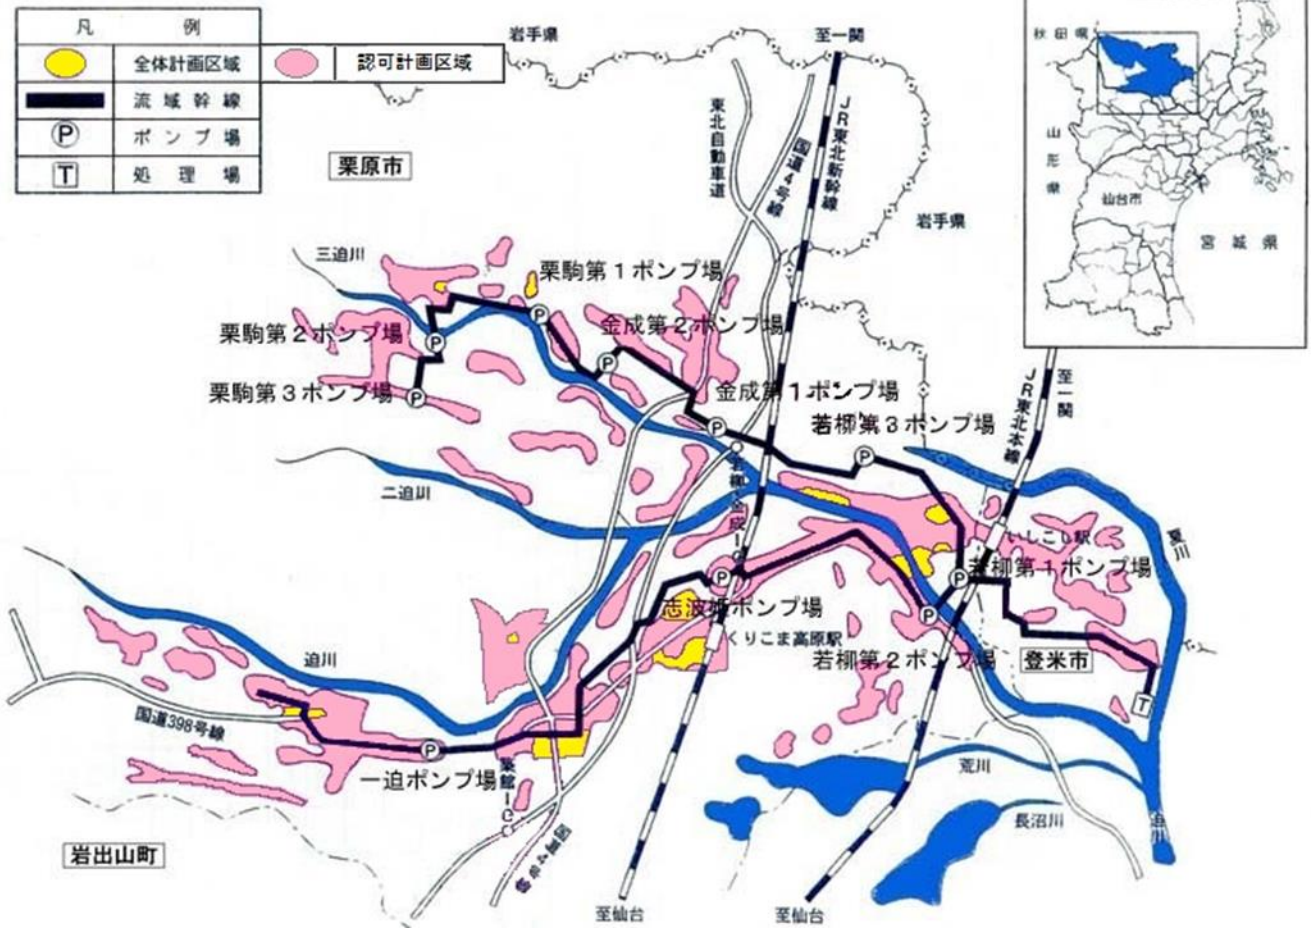 凡例
全体計画区域
認可計画区域
流域幹線
P ポンプ場
T 処理場
岩手県
至一関
秋田県
山形県
仙台市
宮城県
栗原市
東北自動車道
国道4号線
JR東北新幹線
岩手県
三迫川
栗駒第1ポンプ場
栗駒第2ポンプ場
金成第2ポンプ場
栗駒第3ポンプ場
金成第1ポンプ場
若柳第3ポンプ場
至一関
JR東北本線
二迫川
若柳・金成IC
いしこし駅
夏川
若柳第1ポンプ場
志波姫ポンプ場
くりこま高原駅
若柳第2ポンプ場
登米市
迫川
国道398号線
T
一迫ポンプ場
築館IC
荒川
長沼川
迫川
岩出山町
国道4号線
至仙台
至仙台